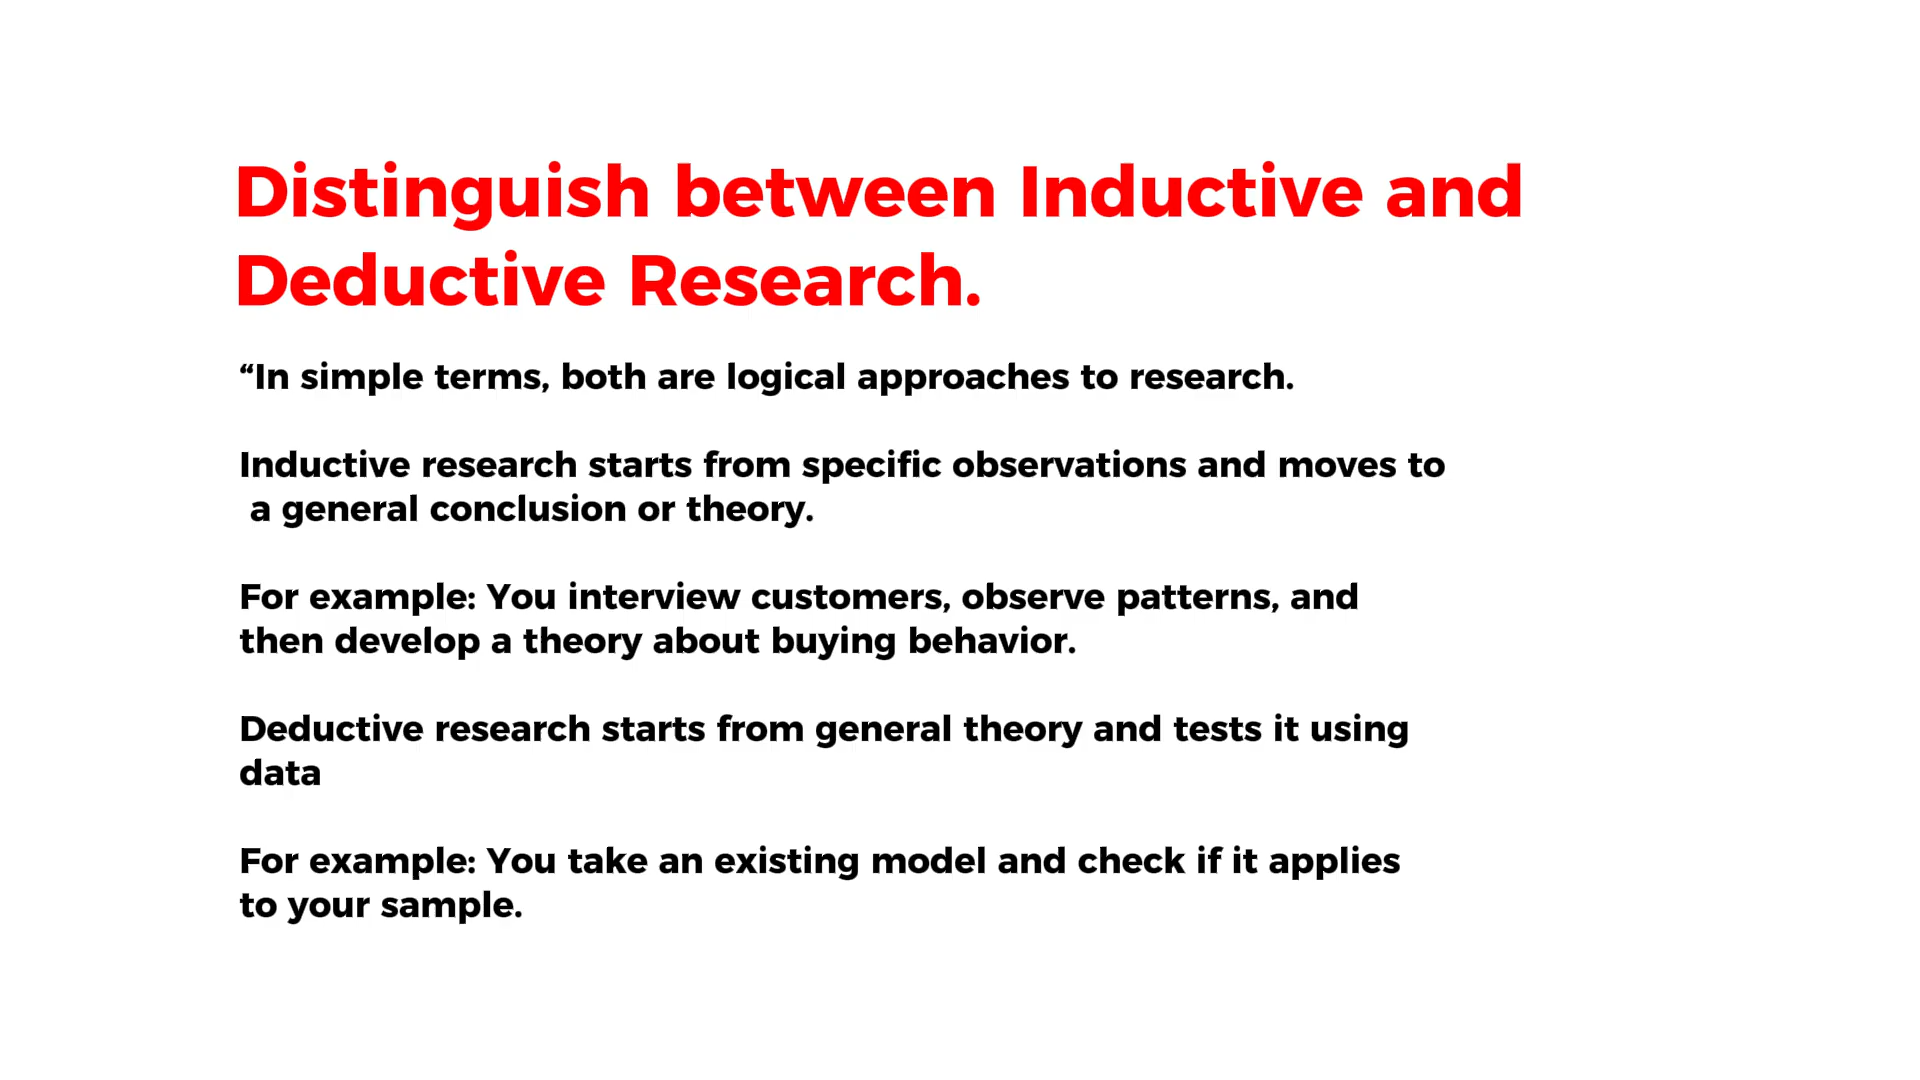 Distinguish between Inductive and
Deductive Research.
“In simple terms, both are logical approaches to research.
Inductive research starts from specific observations and moves to
a general conclusion or theory.
For example: You interview customers, observe patterns, and
then develop a theory about buying behavior.
Deductive research starts from general theory and tests it using
data
For example: You take an existing model and check if it applies
to your sample.